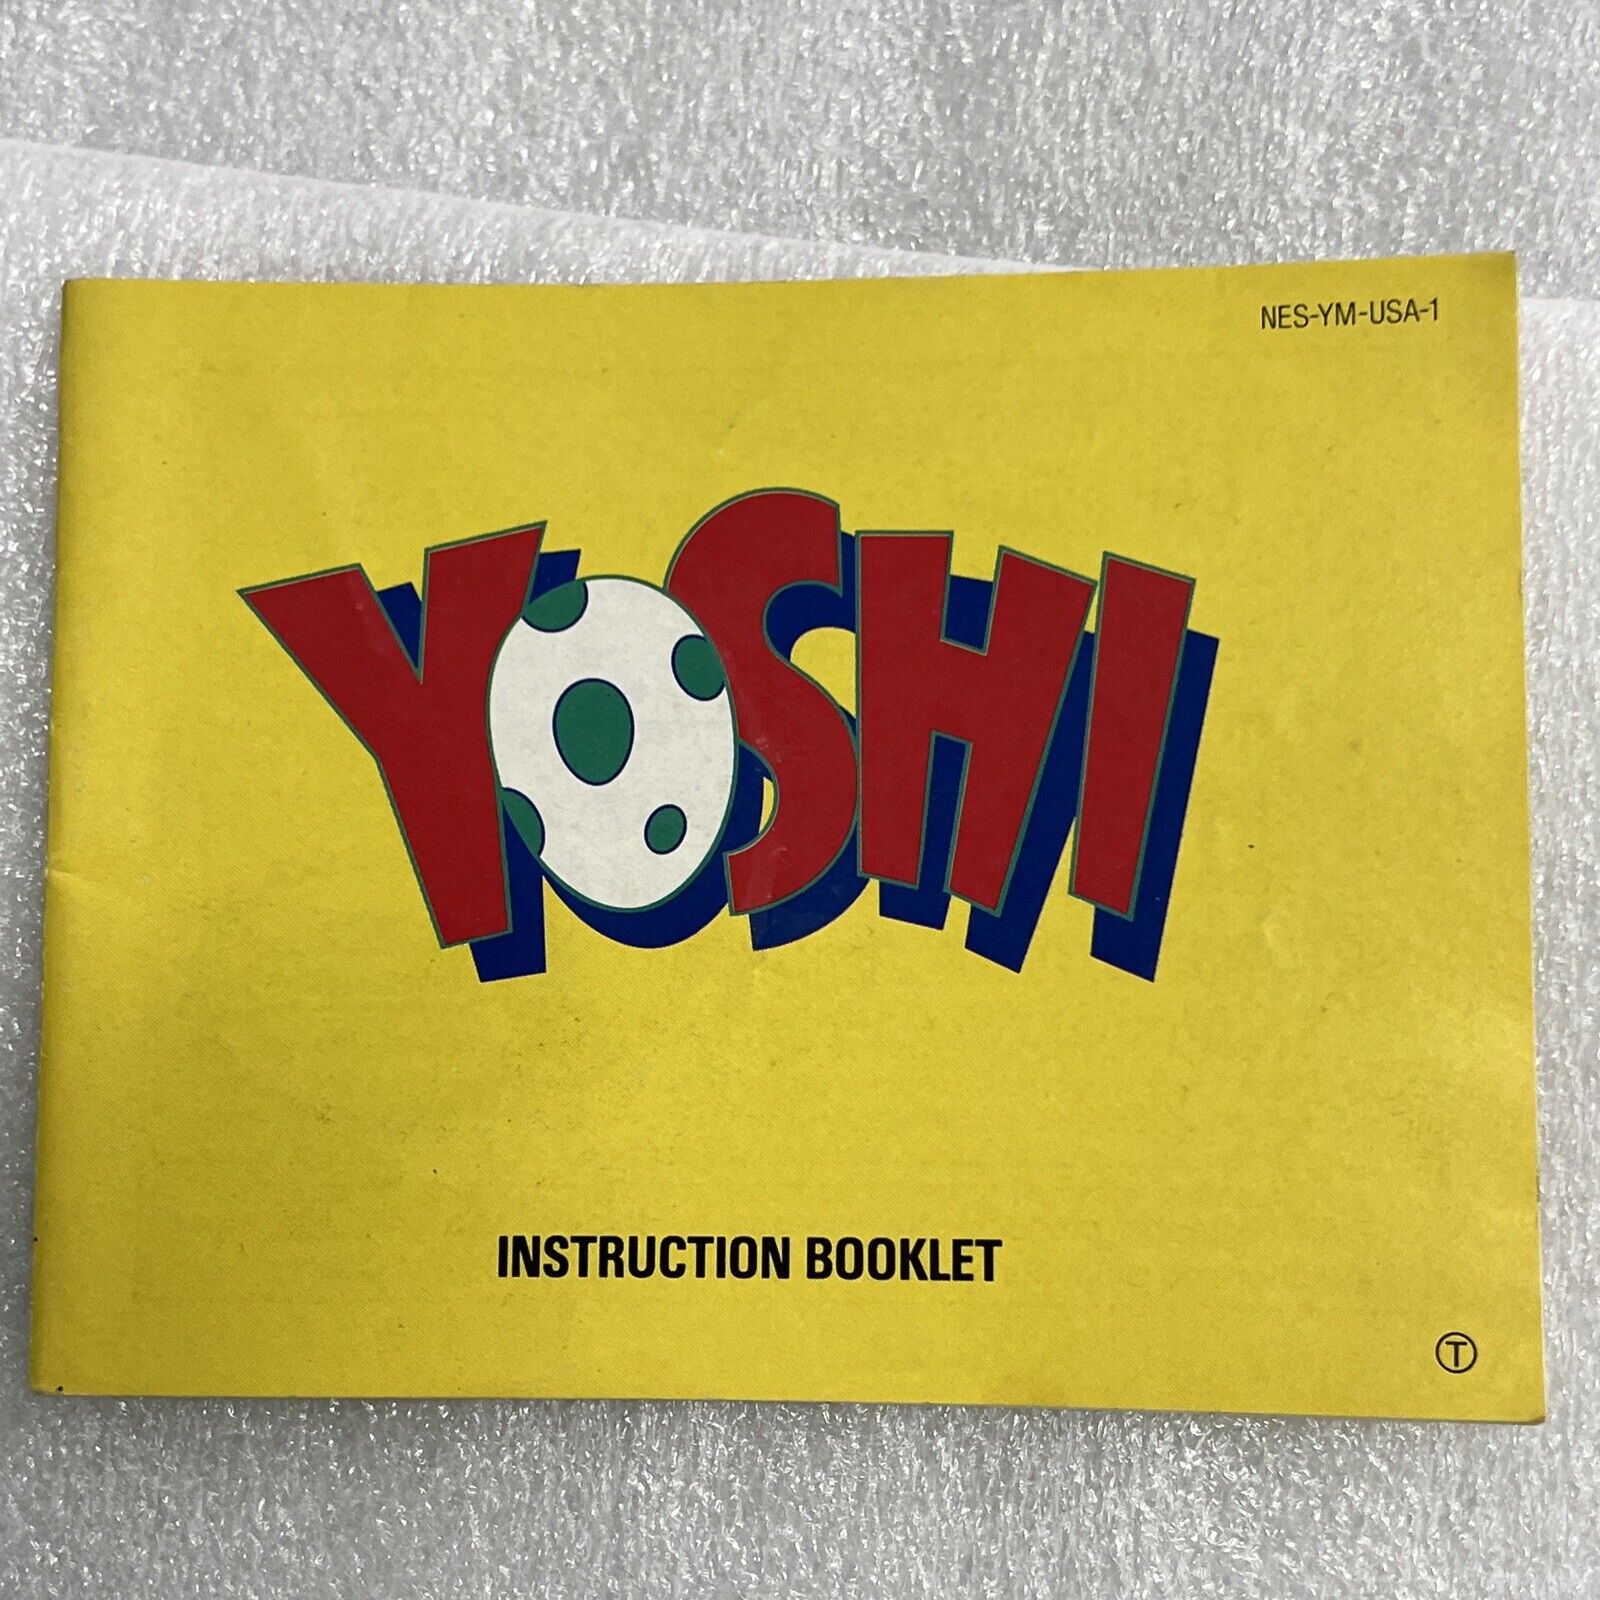 NES-YM-USA-1
YOSHI
INSTRUCTION BOOKLET
T